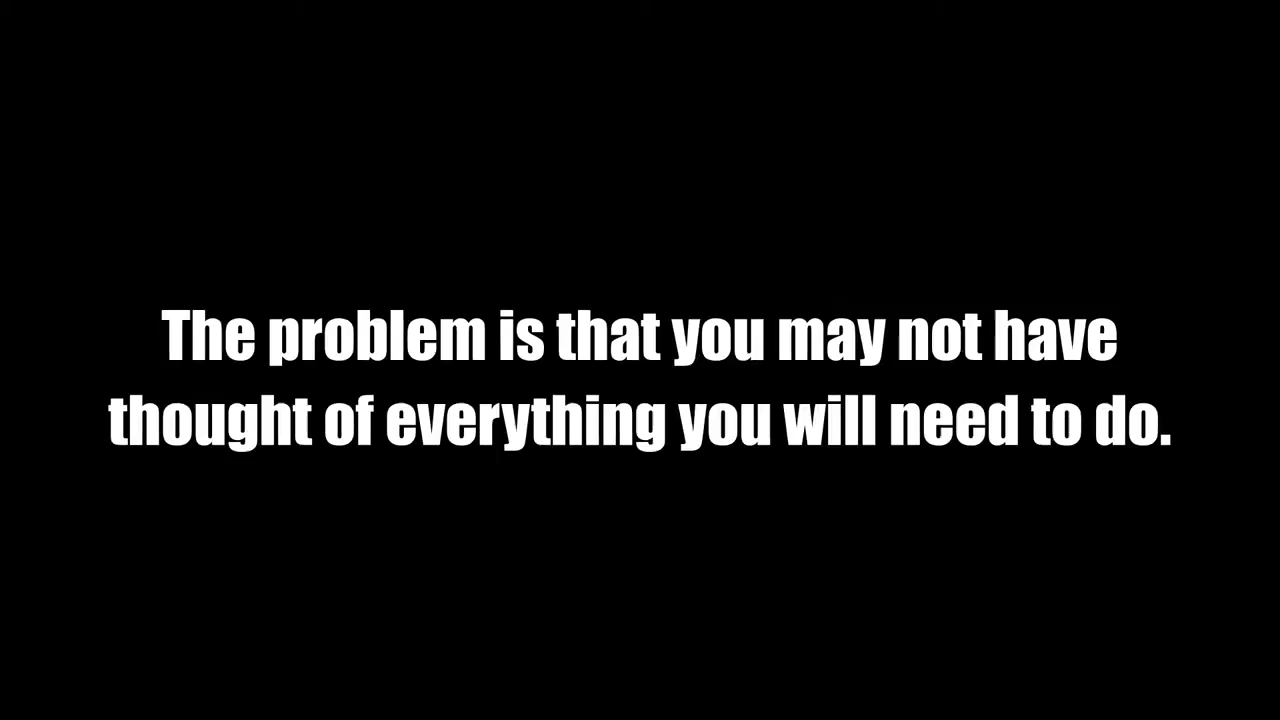 The problem is that you may not have
thought of everything you will need to do.